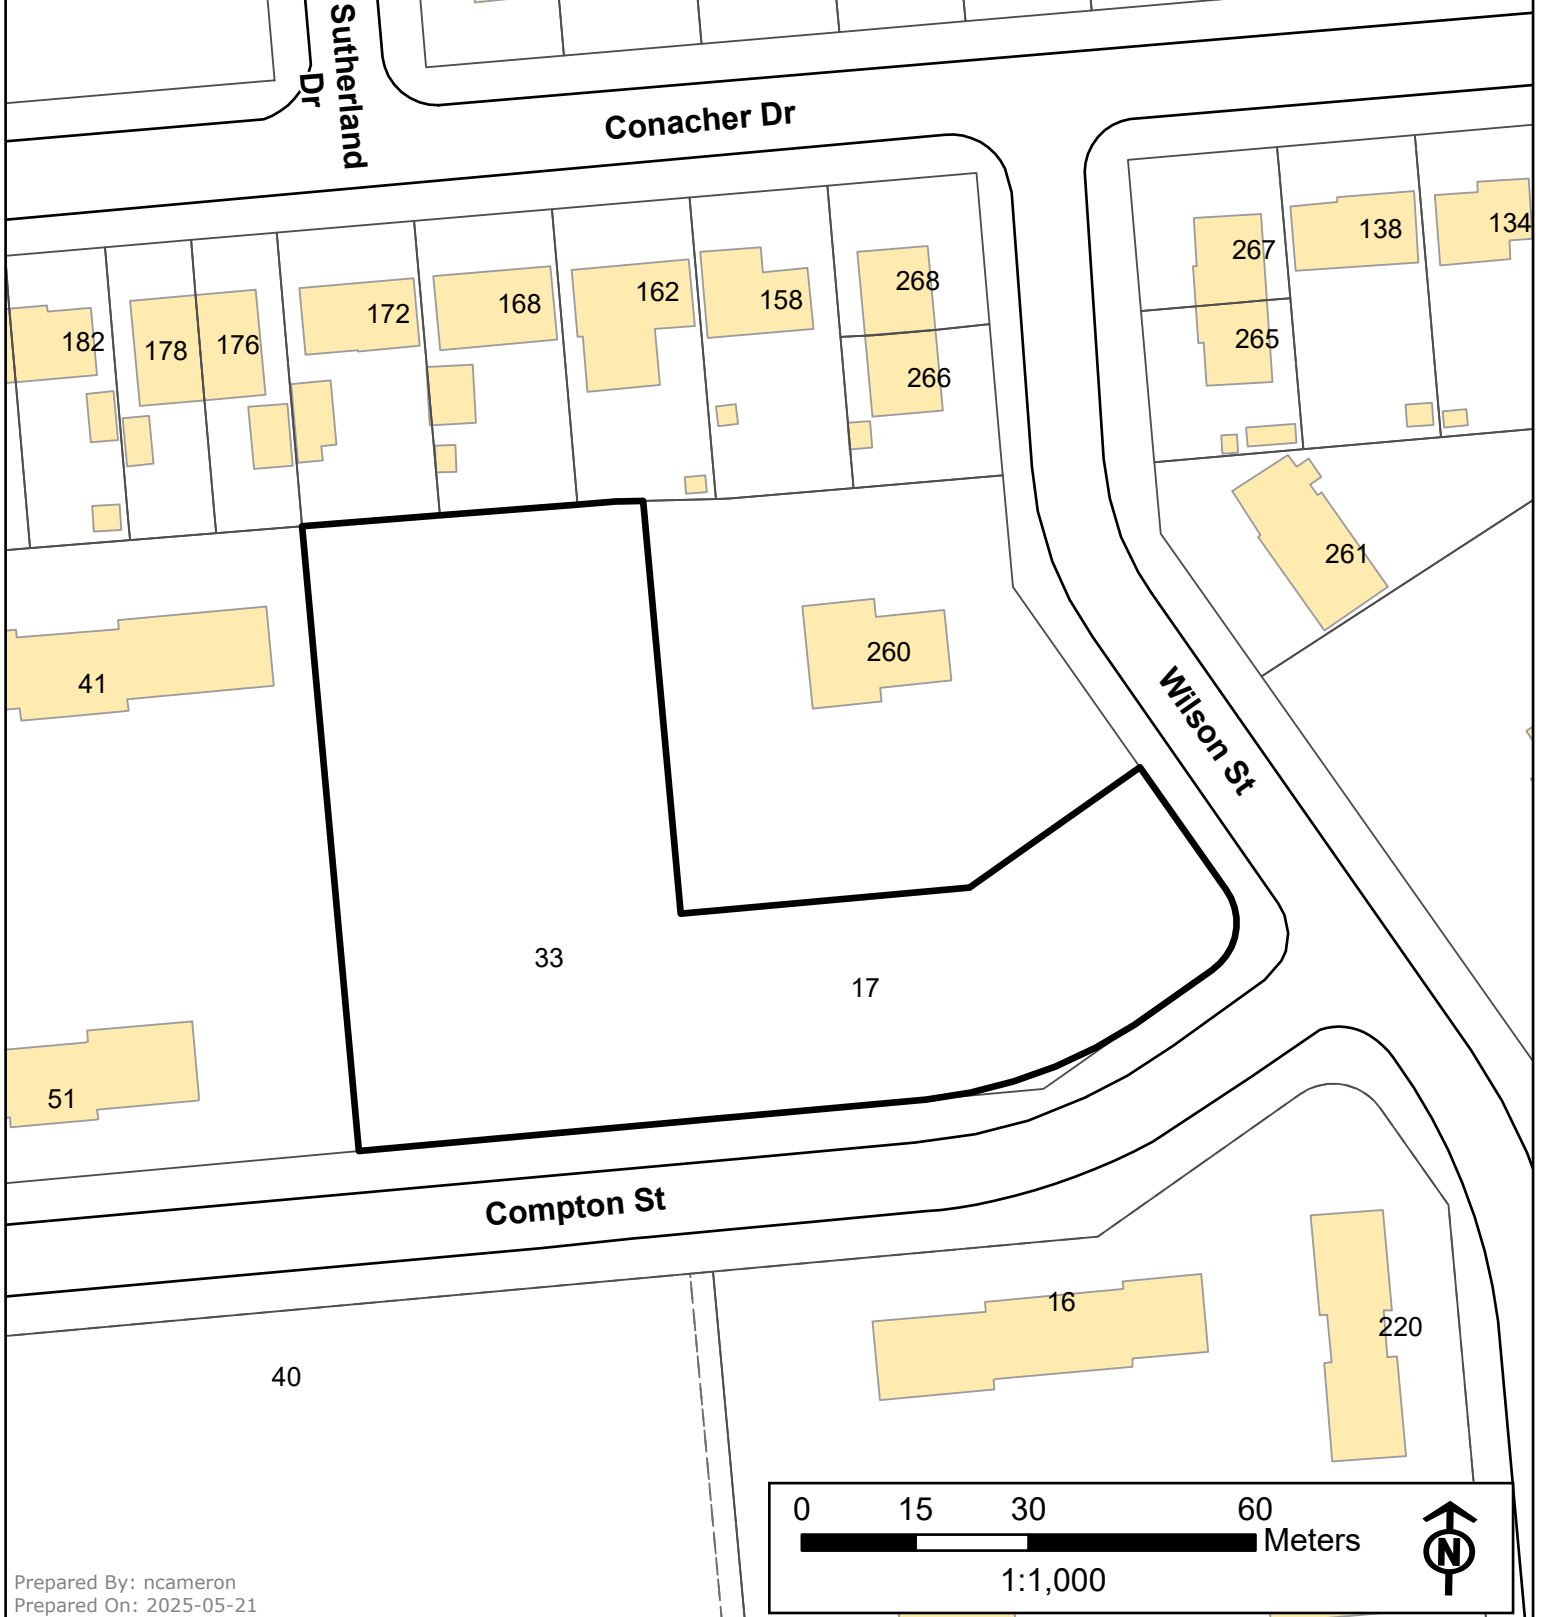 Sutherland
Dr
Conacher Dr
267
138
134
268
162
158
168
172
182
178
176
265
266
261
260
41
Wilson St
33
17
51
Compton St
16
220
40
0 15 30 60
Meters
1:1,000
N
Prepared By: ncameron
Prepared On: 2025-05-21